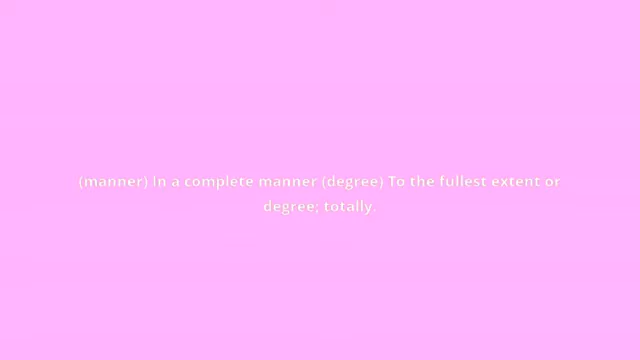 (manner) In a complete manner (degree) To the fullest extent or
degree; totally.